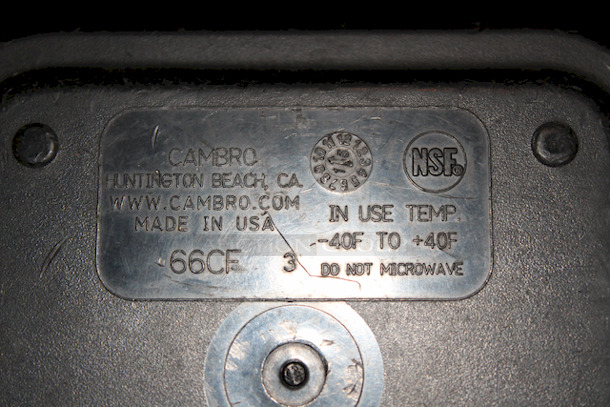 CAMBRO
HUNTINGTON BEACH, CA.
WWW.CAMBRO.COM
MADE IN USA
66CF 3
NSF®
IN USE TEMP.
-40F TO +40F
DO NOT MICROWAVE